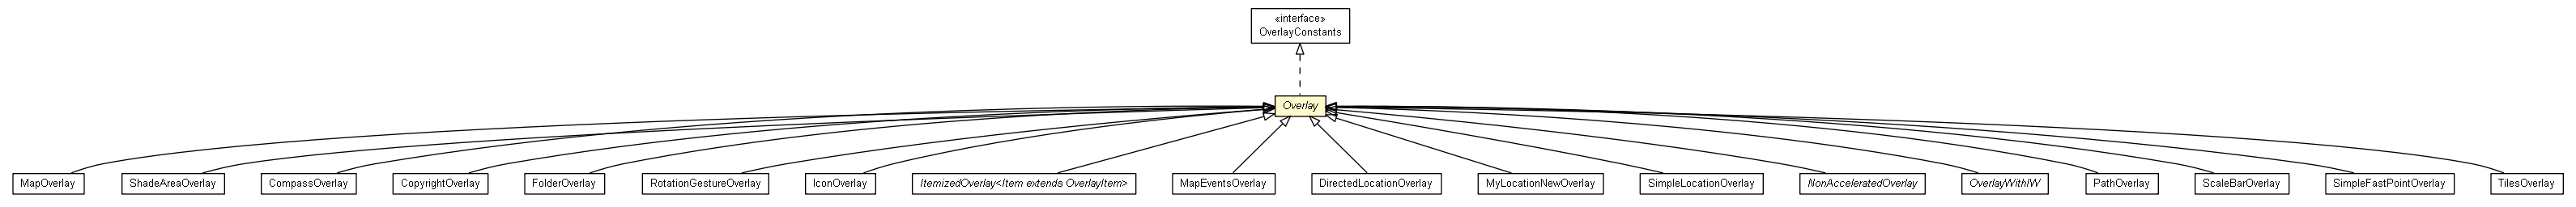 «interface»
OverlayConstants
Overlay
MapOverlay
ShadeAreaOverlay
CompassOverlay
CopyrightOverlay
FolderOverlay
RotationGestureOverlay
IconOverlay
ItemizedOverlay<Item extends OverlayItem>
MapEventsOverlay
DirectedLocationOverlay
MyLocationNewOverlay
SimpleLocationOverlay
NonAcceleratedOverlay
OverlayWithIW
PathOverlay
ScaleBarOverlay
SimpleFastPointOverlay
TilesOverlay